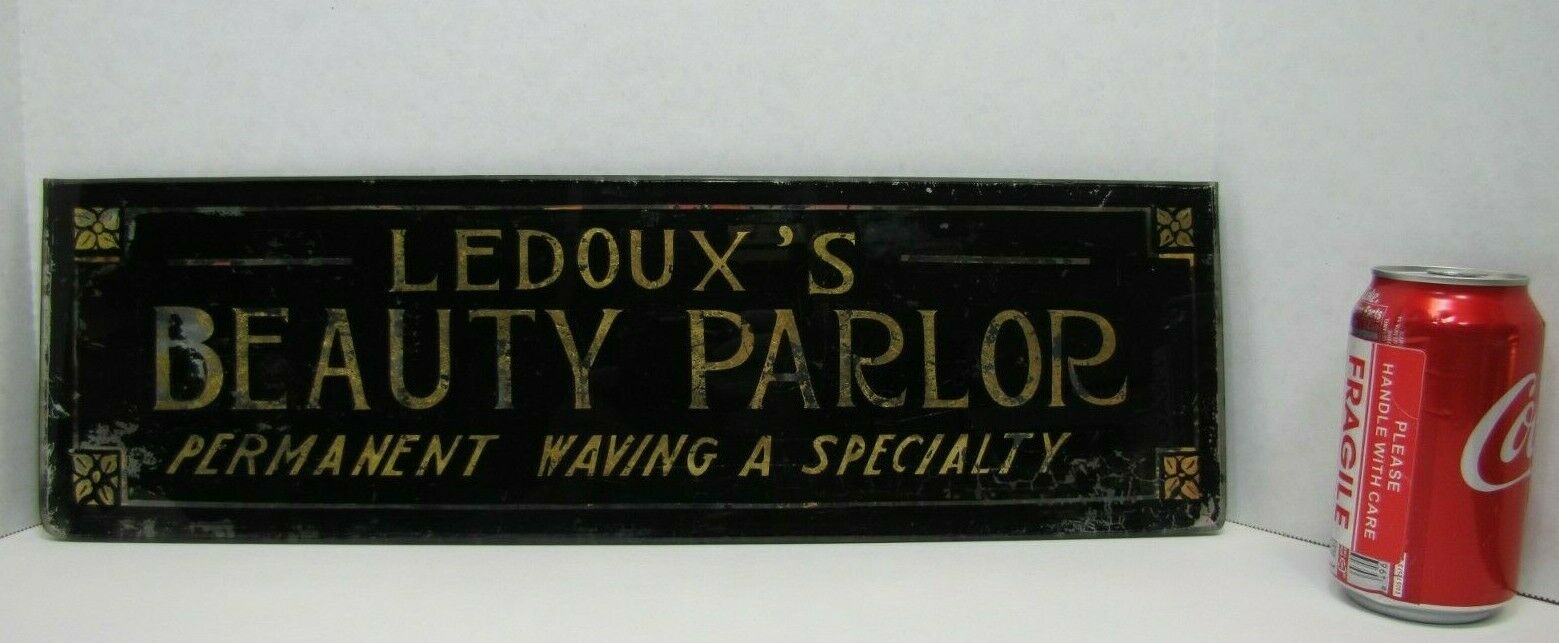 LEDOUX'S
BEAUTY PARLOR
PERMANENT WAVING A SPECIALTY
PLEASE
HANDLE WITH CARE
FRAGILE